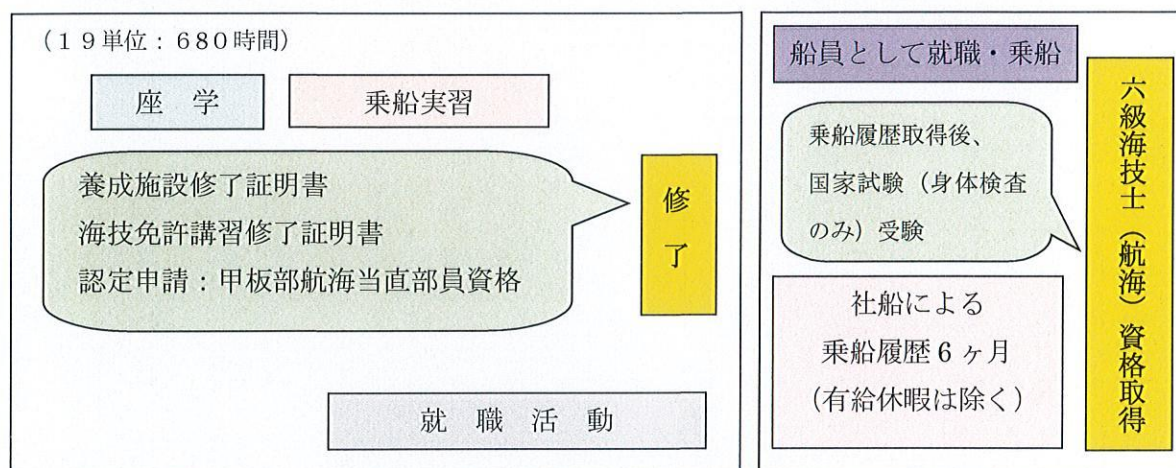 （１９単位：６８０時間）
座　学
乗船実習
養成施設修了証明書
海技免許講習修了証明書
認定申請：甲板部航海当直部員資格
修了
就　職　活　動
船員として就職・乗船
乗船履歴取得後、
国家試験（身体検査
のみ）受験
社船による
乗船履歴 6 ヶ月
（有給休暇は除く）
六級海技士（航海）資格取得